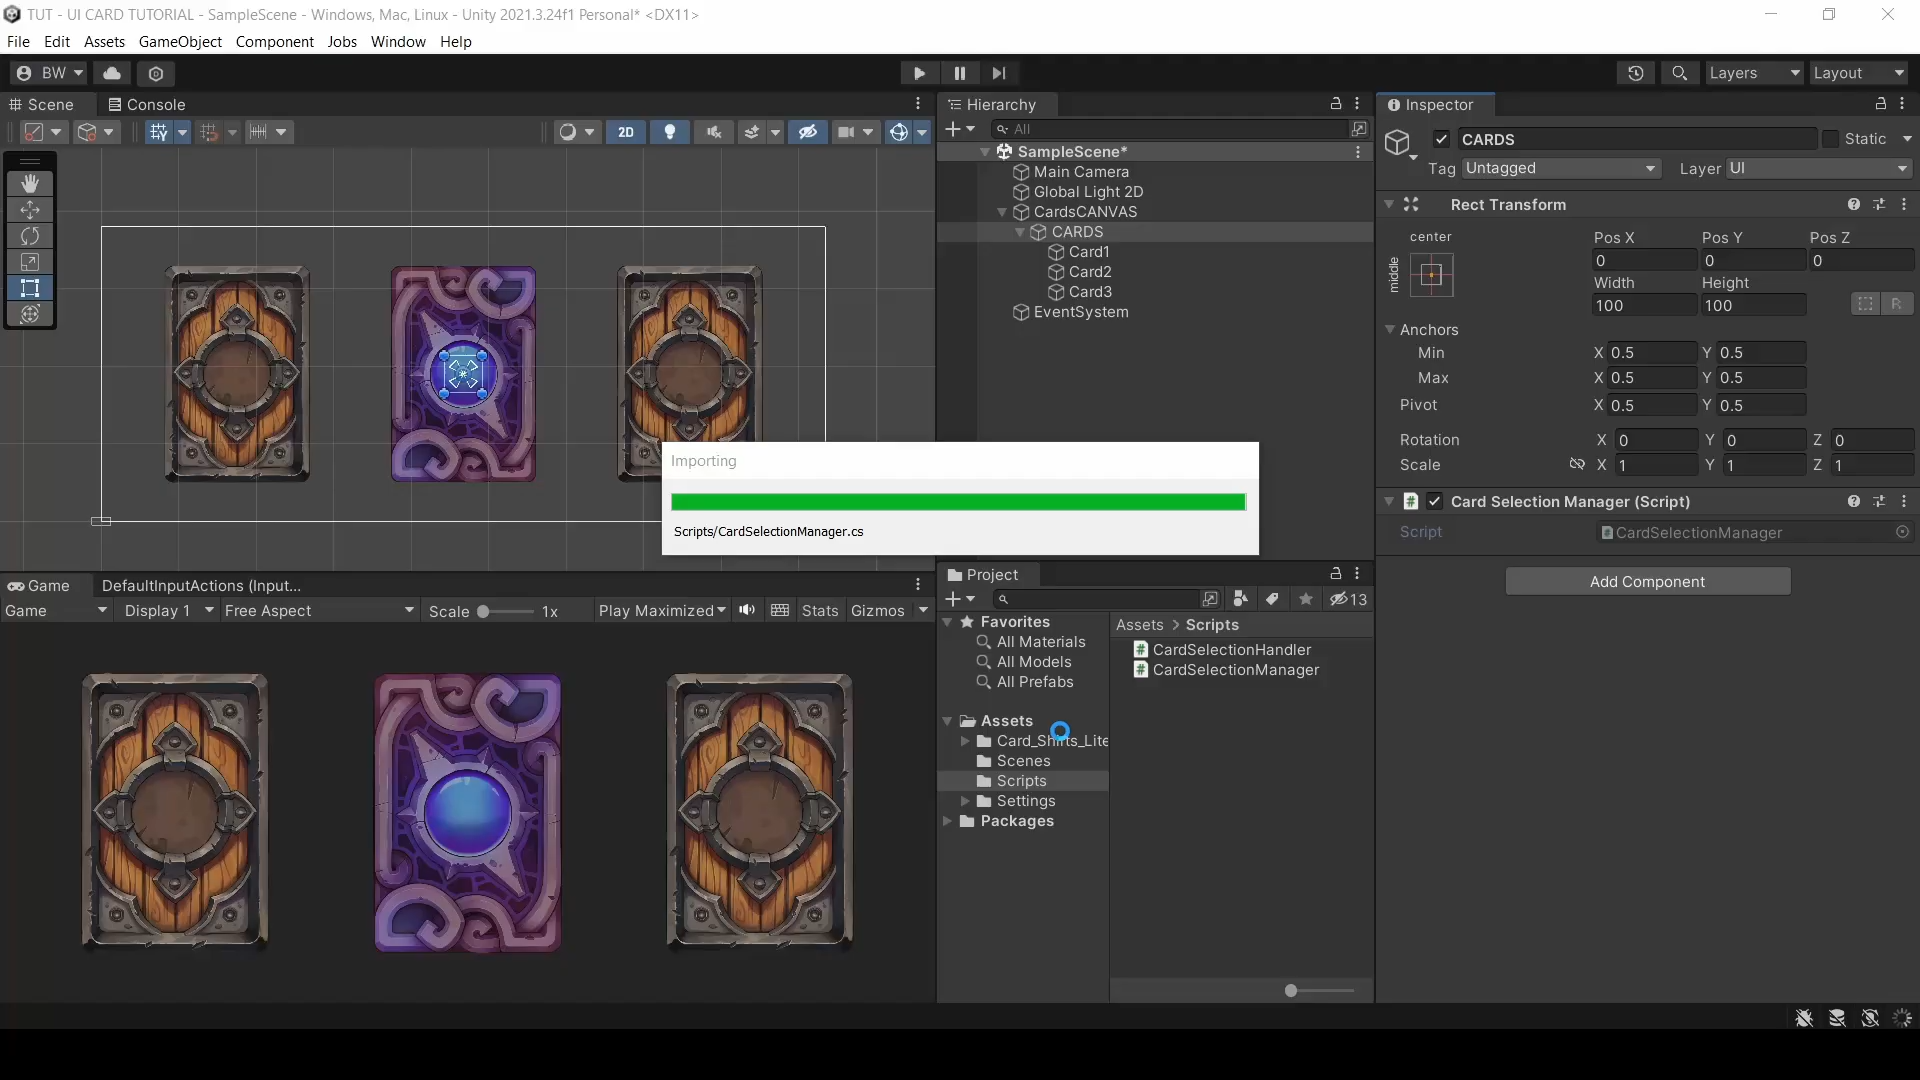 TUT - UI CARD TUTORIAL - SampleScene - Windows, Mac, Linux - Unity 2021.3.24f1 Personal* <DX11>
File Edit Assets GameObject Component Jobs Window Help
BW Layers Layout
Scene Console
2D
Hierarchy
All
SampleScene*
Main Camera
Global Light 2D
CardsCANVAS
CARDS
Card1
Card2
Card3
EventSystem
Inspector
CARDS Static
Tag Untagged Layer UI
Rect Transform
center
middle
Pos X Pos Y Pos Z
0 0 0
Width Height
100 100
R
Anchors
Min X 0.5 Y 0.5
Max X 0.5 Y 0.5
Pivot X 0.5 Y 0.5
Rotation X 0 Y 0 Z 0
Scale X 1 Y 1 Z 1
# Card Selection Manager (Script)
Script CardSelectionManager
Add Component
Importing
Scripts/CardSelectionManager.cs
Game DefaultInputActions (Input...
Game Display 1 Free Aspect Scale 1x Play Maximized Stats Gizmos
Project
13
Favorites
All Materials
All Models
All Prefabs
Assets
Card_Shirts_Lite
Scenes
Scripts
Settings
Packages
Assets > Scripts
# CardSelectionHandler
# CardSelectionManager